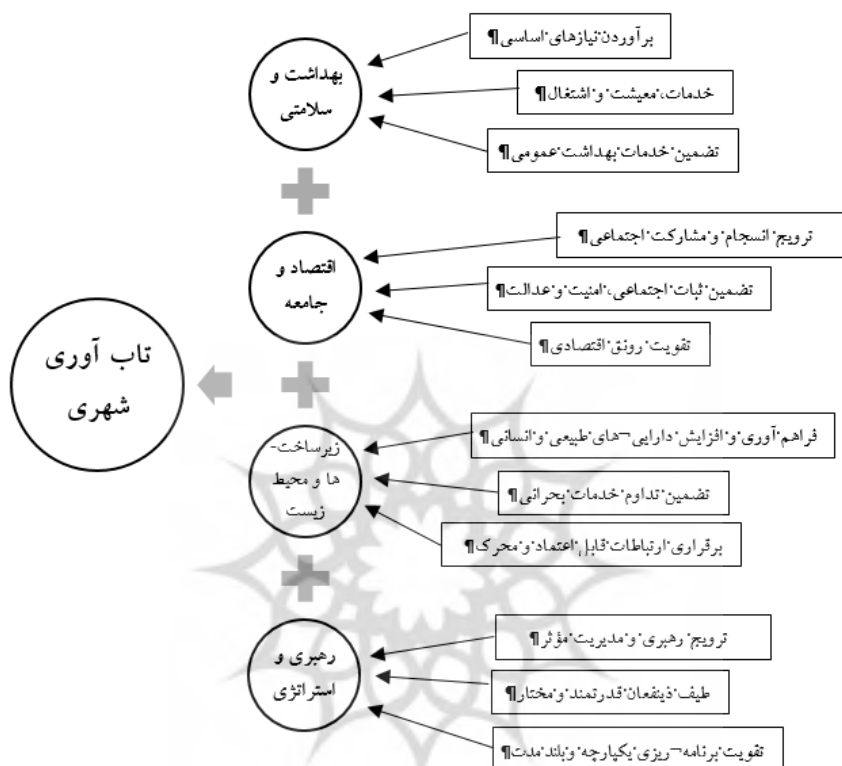 برآوردن نیازهای اساسی¶
بهداشت و
سلامتی
خدمات، معیشت و اشتغال¶
تضمین خدمات بهداشت عمومی¶
ترویج انسجام و مشارکت اجتماعی¶
اقتصاد و
جامعه
تضمین ثبات اجتماعی، امنیت و عدالت¶
تقویت رونق اقتصادی¶
تاب آوری
شهری
فراهم آوری و افزایش دارایی¬های طبیعی و انسانی¶
زیرساخت-
ها و محیط
زیست
تضمین تداوم خدمات بحرانی¶
برقراری ارتباطات قابل اعتماد و محرک¶
ترویج رهبری و مدیریت مؤثر¶
رهبری و
استراتژی
طیف ذینفعان قدرتمند و مختار¶
تقویت برنامه¬ریزی یکپارچه و بلند مدت¶